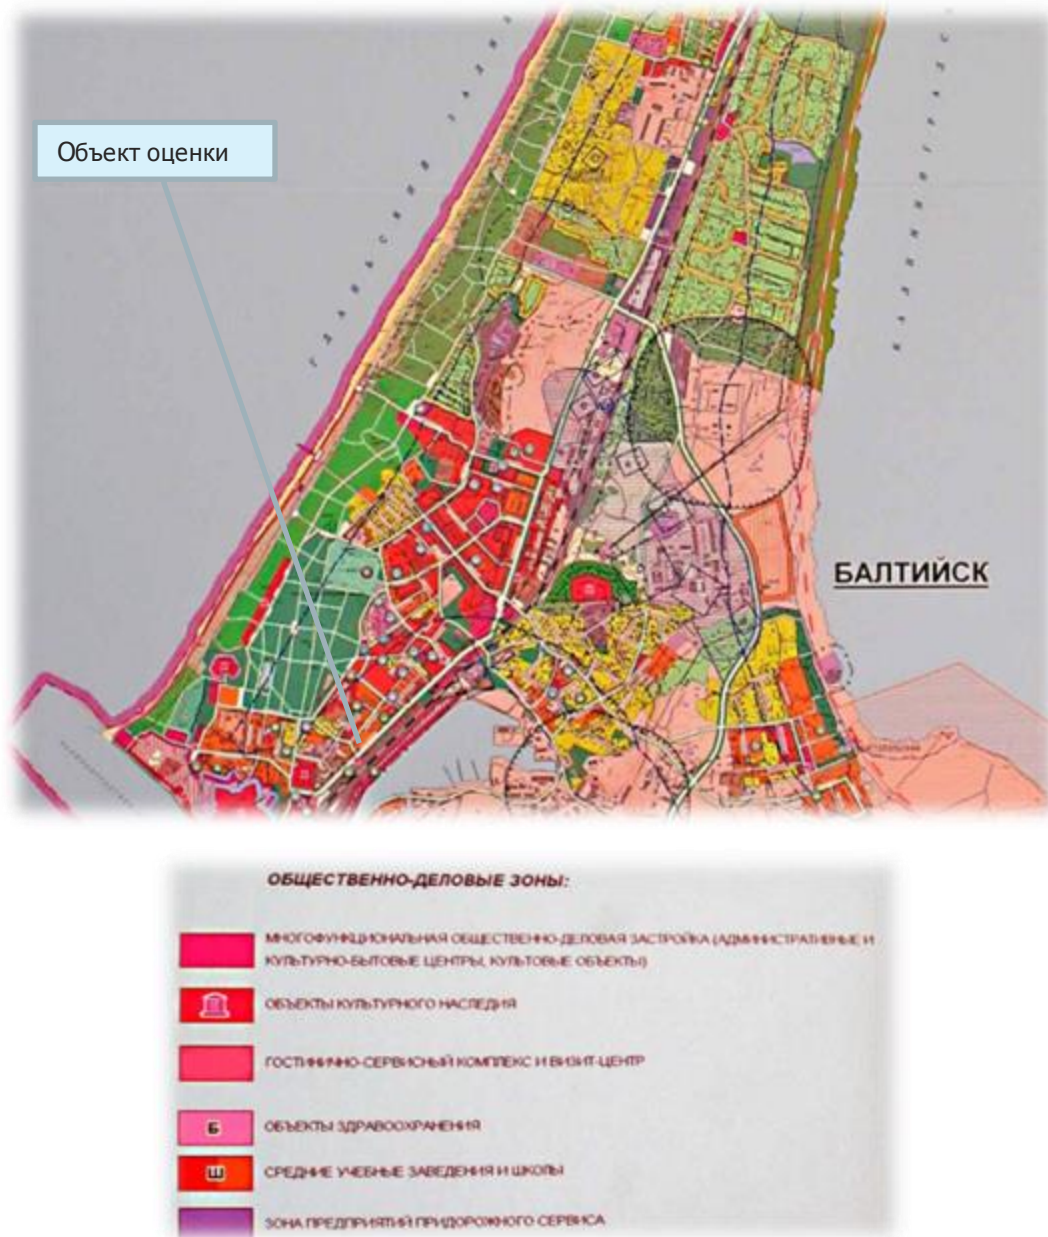 Объект оценки
БАЛТИЙСК
ОБЩЕСТВЕННО-ДЕЛОВЫЕ ЗОНЫ:
МНОГОФУНКЦИОНАЛЬНАЯ ОБЩЕСТВЕННО-ДЕЛОВАЯ ЗАСТРОЙКА (АДМИНИСТРАТИВНЫЕ И
КУЛЬТУРНО-БЫТОВЫЕ ЦЕНТРЫ, КУЛЬТОВЫЕ ОБЪЕКТЫ)
ОБЪЕКТЫ КУЛЬТУРНОГО НАСЛЕДИЯ
ГОСТИНИЧНО-СЕРВИСНЫЙ КОМПЛЕКС И ВИЗИТ-ЦЕНТР
Б
ОБЪЕКТЫ ЗДРАВООХРАНЕНИЯ
Ш
СРЕДНИЕ УЧЕБНЫЕ ЗАВЕДЕНИЯ И ШКОЛЫ
ЗОНА ПРЕДПРИЯТИЙ ПРИДОРОЖНОГО СЕРВИСА